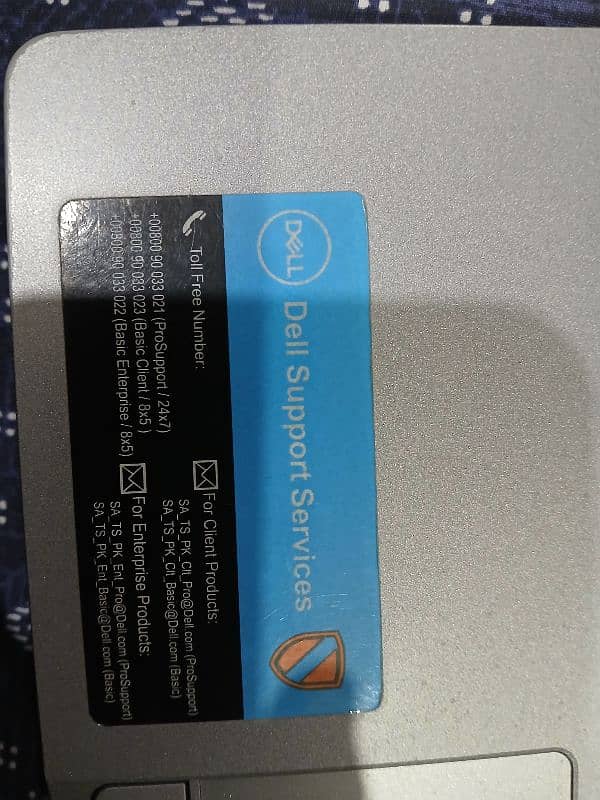 DELL Dell Support Services
Toll Free Number:
+00800 90 033 021 (ProSupport / 24x7)
+00800 90 033 023 (Basic Client / 8x5 )
+00800 90 033 022 (Basic Enterprise / 8x5)
For Client Products:
SA_TS_PK_Clt_Pro@Dell.com (ProSupport)
SA_TS_PK_Clt_Basic@Dell.com (Basic)
For Enterprise Products:
SA_TS_PK_Ent_Pro@Dell.com (ProSupport)
SA_TS_PK_Ent_Basic@Dell.com (Basic)